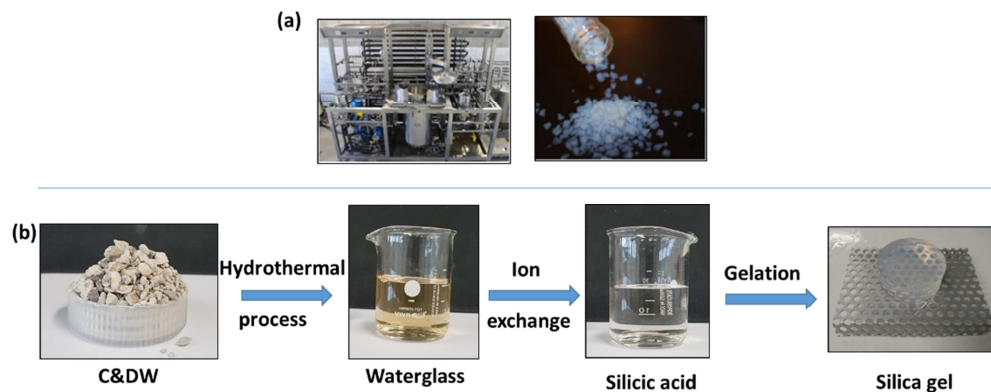 (a)
(b)
Hydrothermal
process
Ion
exchange
Gelation
C&DW
Waterglass
Silicic acid
Silica gel